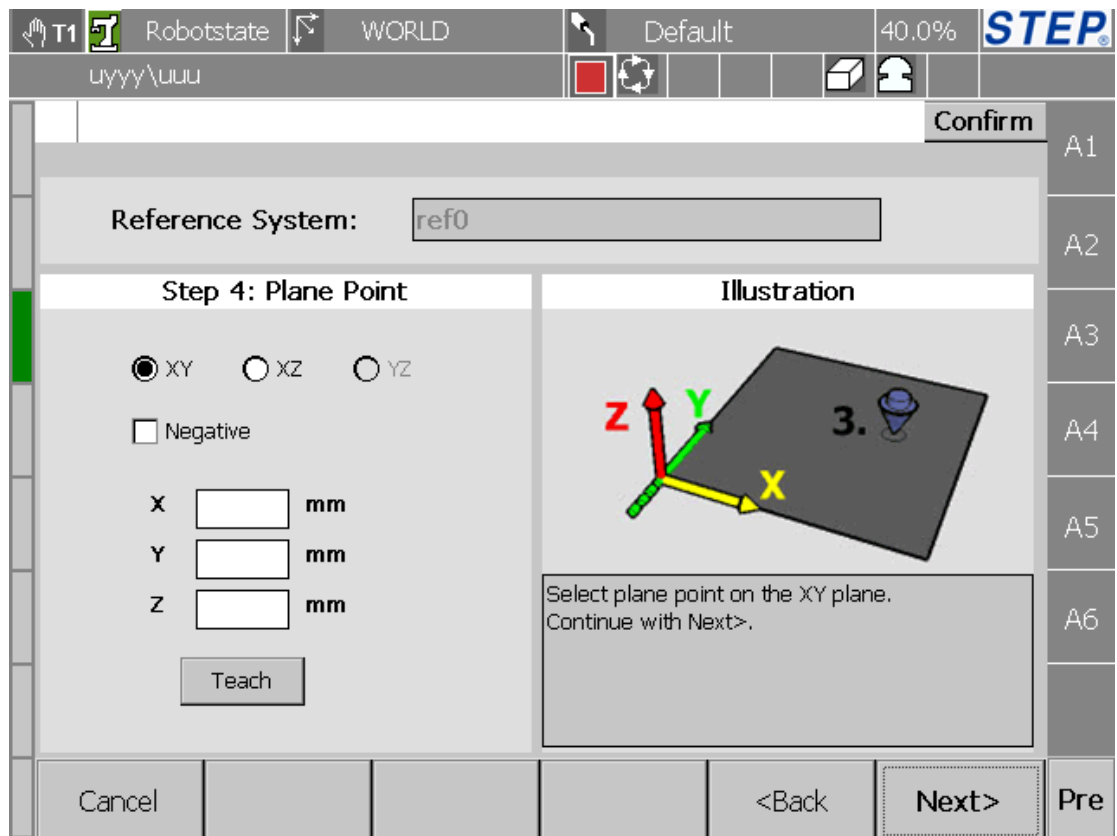 T1 Robotstate WORLD Default 40.0% STEP®
uyyy\uuu
Confirm
A1
Reference System: ref0
A2
Step 4: Plane Point
Illustration
A3
XY XZ YZ
Negative
Z Y 3. X
A4
X mm
A5
Y mm
Z mm
Select plane point on the XY plane.
Continue with Next>.
A6
Teach
Cancel <Back Next> Pre